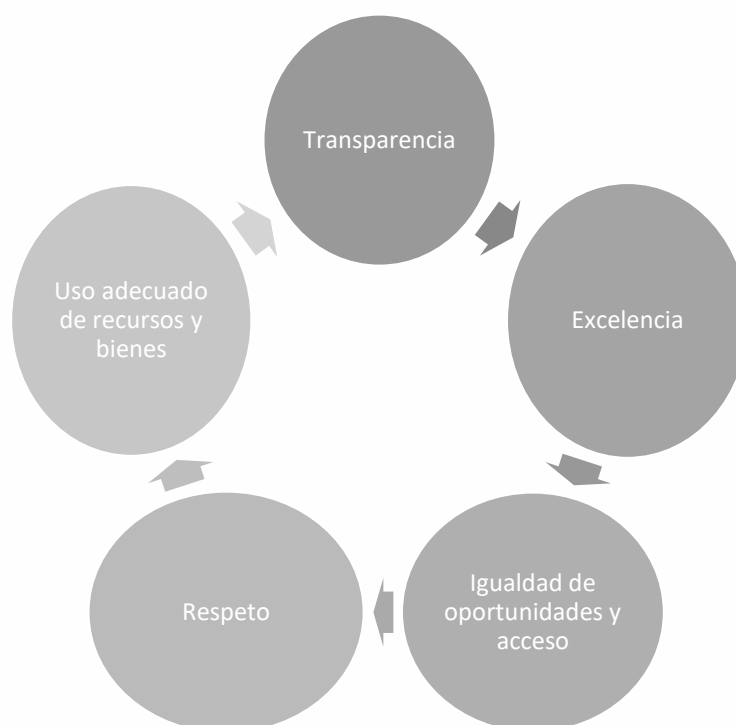 Transparencia
Excelencia
Igualdad de
oportunidades y
acceso
Respeto
Uso adecuado
de recursos y
bienes